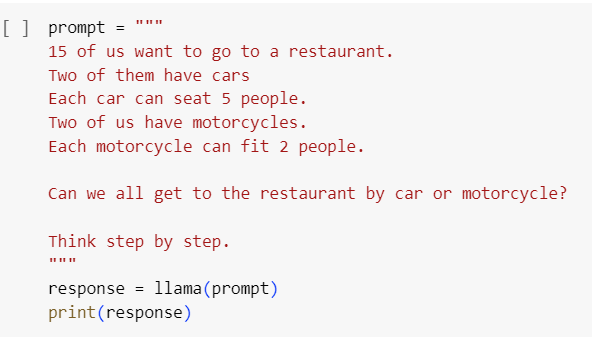 [ ] prompt = """
15 of us want to go to a restaurant.
Two of them have cars
Each car can seat 5 people.
Two of us have motorcycles.
Each motorcycle can fit 2 people.
Can we all get to the restaurant by car or motorcycle?
Think step by step.
"""
response = llama(prompt)
print(response)